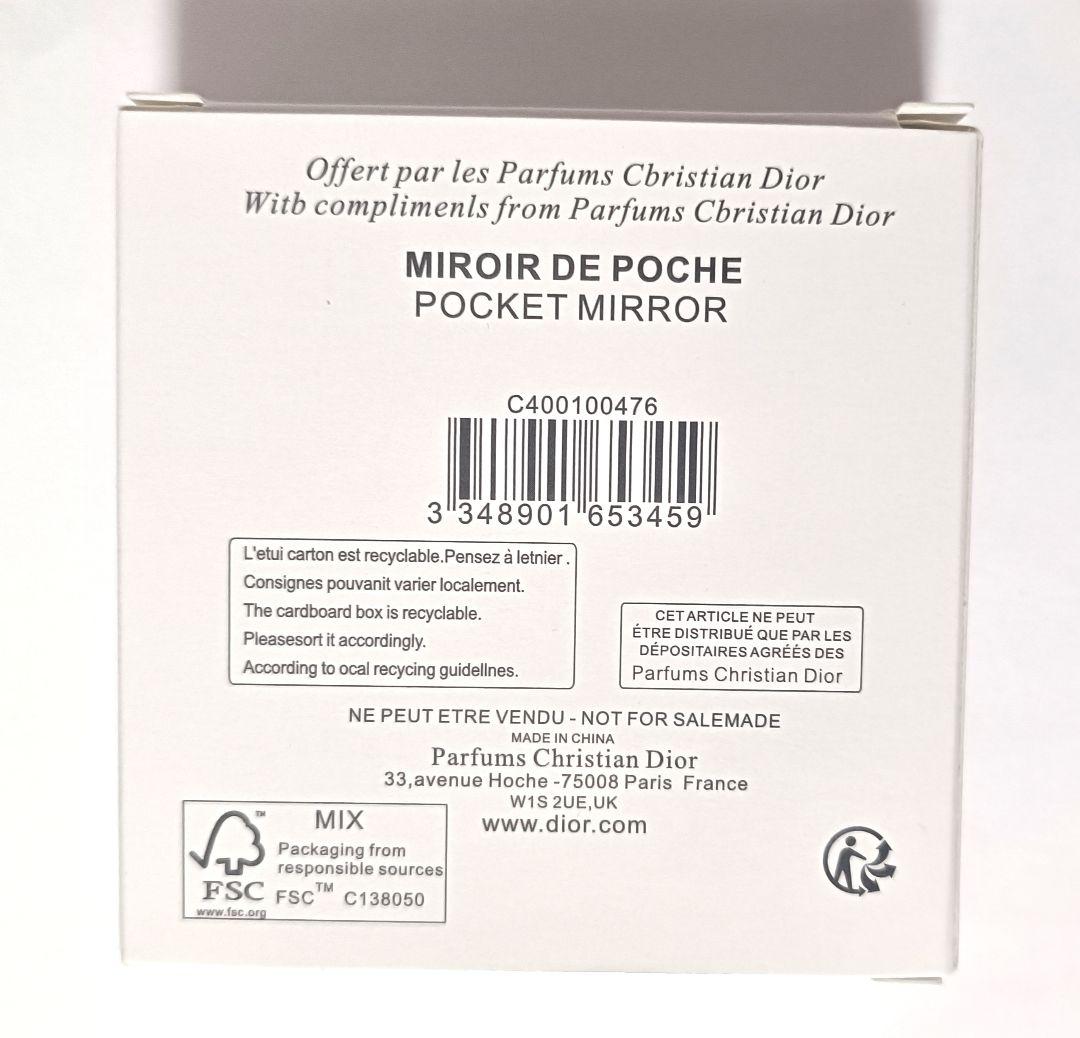 Offert par les Parfums Cbristian Dior
Witb complimenls from Parfums Cbristian Dior
MIROIR DE POCHE
POCKET MIRROR
C400100476
3 348901 653459
L'etui carton est recyclable.Pensez à letnier .
Consignes pouvanit varier localement.
The cardboard box is recyclable.
Pleasesort it accordingly.
According to ocal recycing guidellnes.
CET ARTICLE NE PEUT
ÉTRE DISTRIBUÉ QUE PAR LES
DÉPOSITAIRES AGRÉÉS DES
Parfums Christian Dior
NE PEUT ETRE VENDU - NOT FOR SALEMADE
MADE IN CHINA
Parfums Christian Dior
33,avenue Hoche -75008 Paris France
W1S 2UE,UK
www.dior.com
MIX
Packaging from
responsible sources
FSC™ C138050
FSC
www.fsc.org